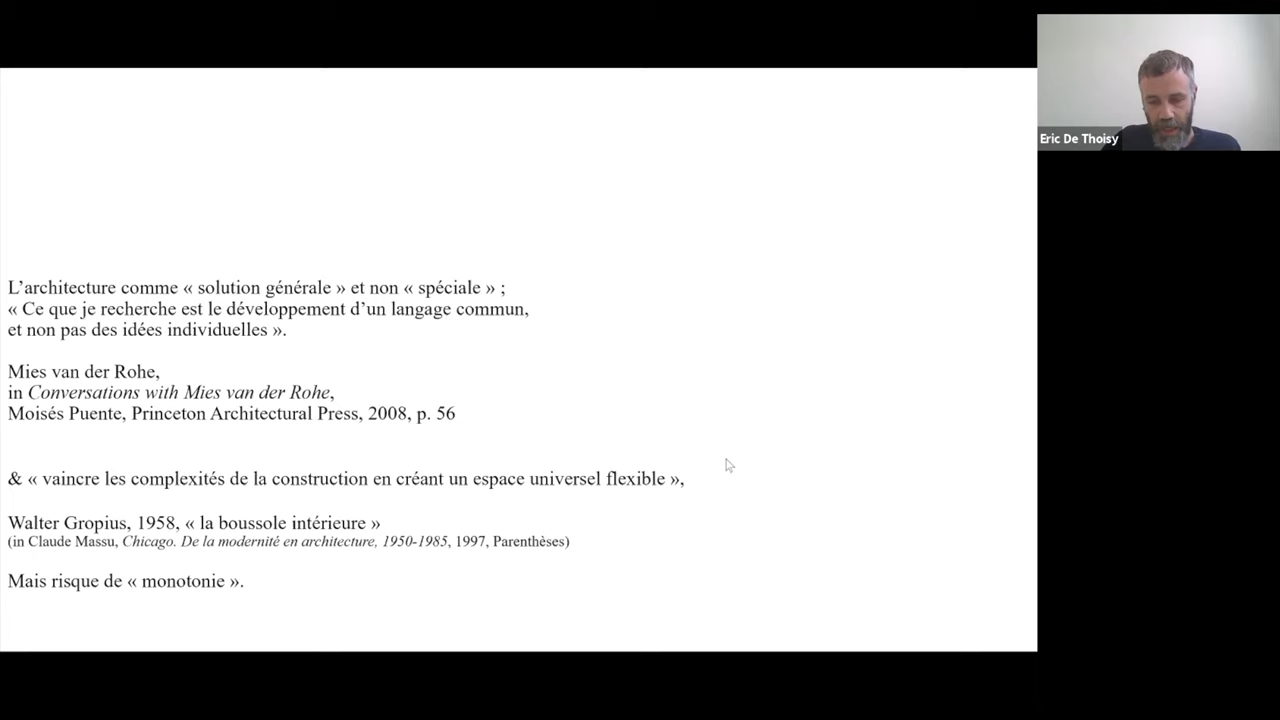 L’architecture comme « solution générale » et non « spéciale » ;
« Ce que je recherche est le développement d’un langage commun,
et non pas des idées individuelles ».
Mies van der Rohe,
in Conversations with Mies van der Rohe,
Moisés Puente, Princeton Architectural Press, 2008, p. 56
& « vaincre les complexités de la construction en créant un espace universel flexible »,
Walter Gropius, 1958, « la boussole intérieure »
(in Claude Massu, Chicago. De la modernité en architecture, 1950-1985, 1997, Parenthèses)
Mais risque de « monotonie ».
Eric De Thoisy